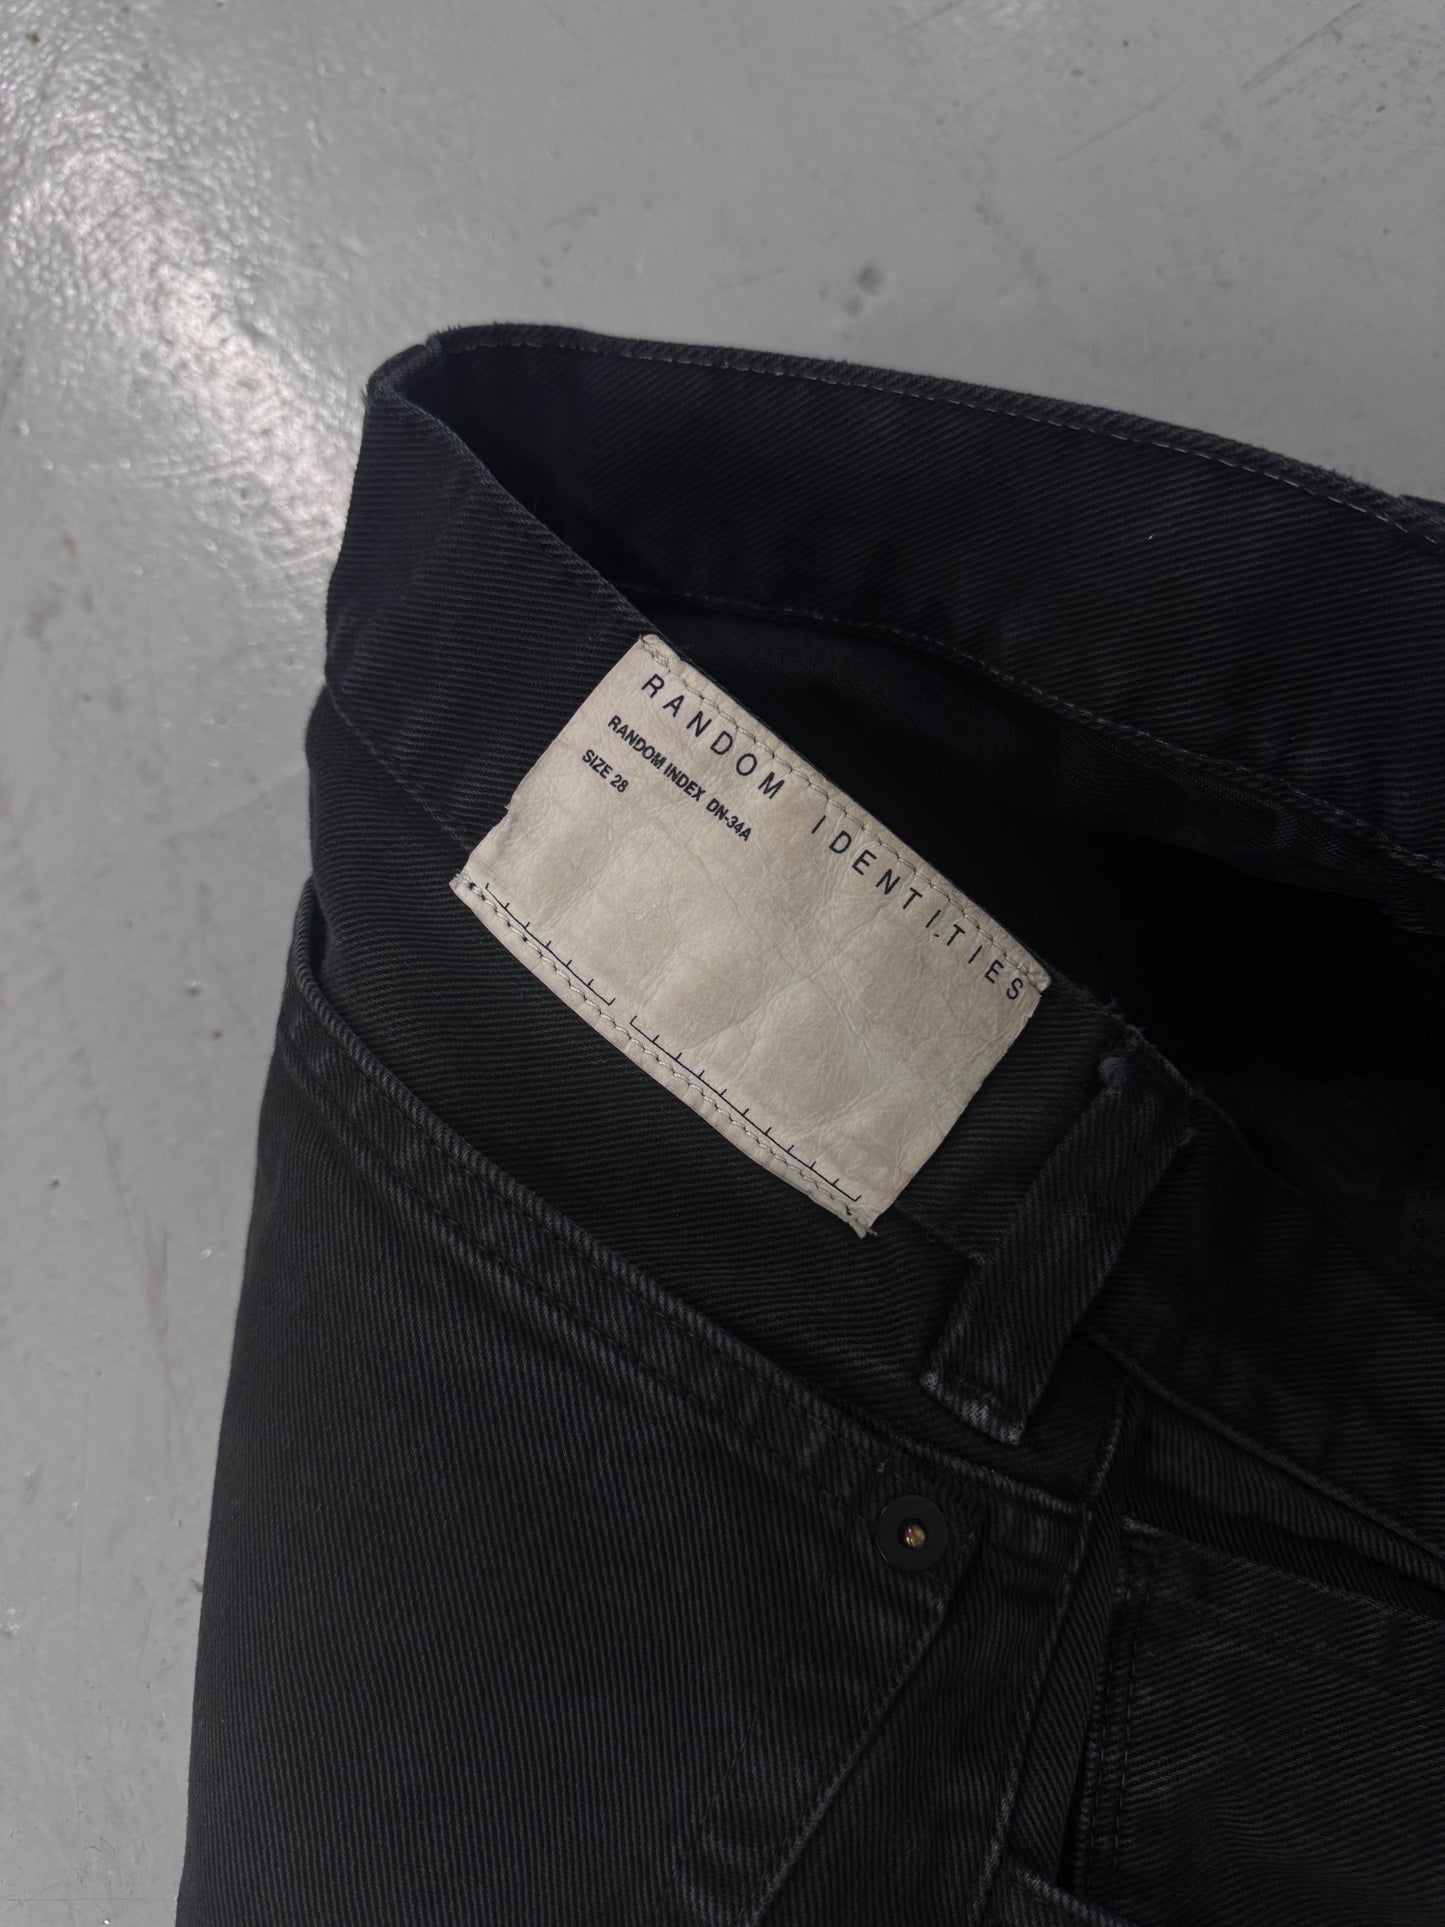 RANDOM IDENTITIES
RANDOM INDEX DN-34A
SIZE 28